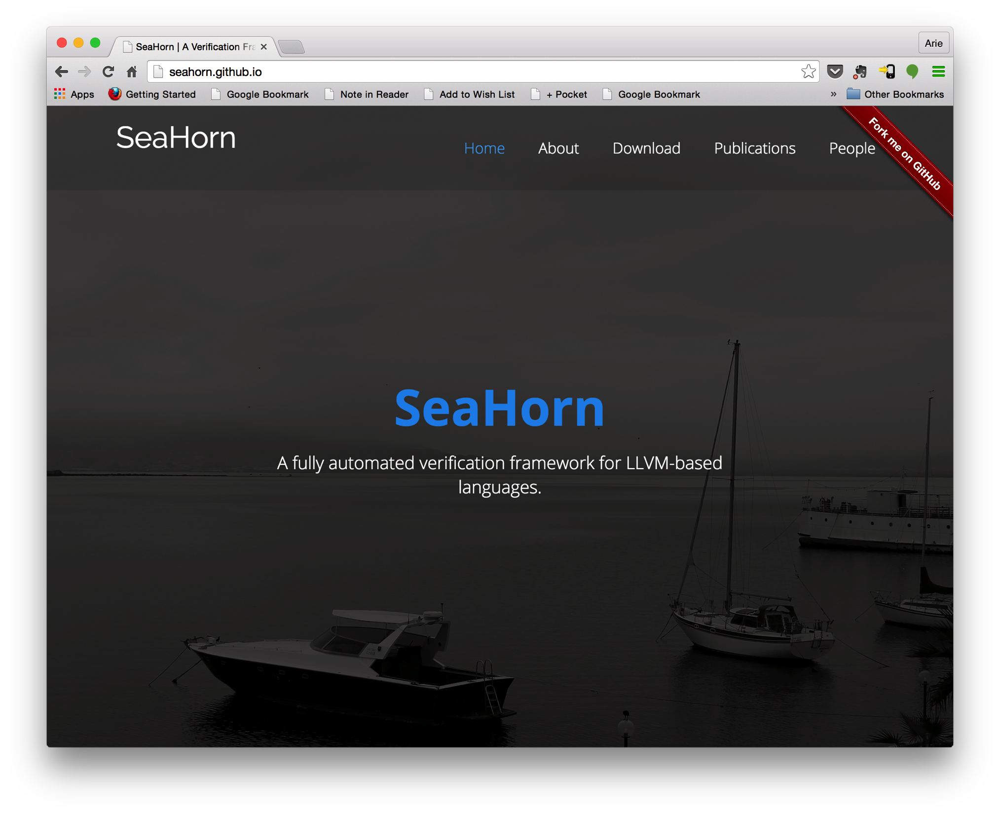 SeaHorn | A Verification Fra
Arie
seahorn.github.io
Apps
Getting Started
Google Bookmark
Note in Reader
Add to Wish List
+ Pocket
Google Bookmark
»
Other Bookmarks
SeaHorn
Home
About
Download
Publications
People
Fork me on GitHub
SeaHorn
A fully automated verification framework for LLVM-based
languages.